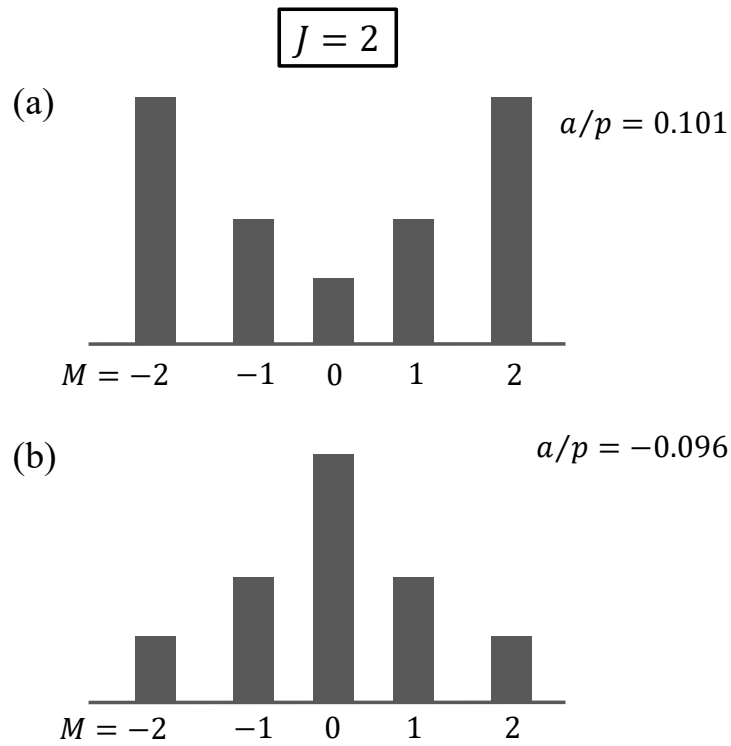 J = 2
(a)
a/p = 0.101
M = −2 −1 0 1 2
(b)
a/p = −0.096
M = −2 −1 0 1 2